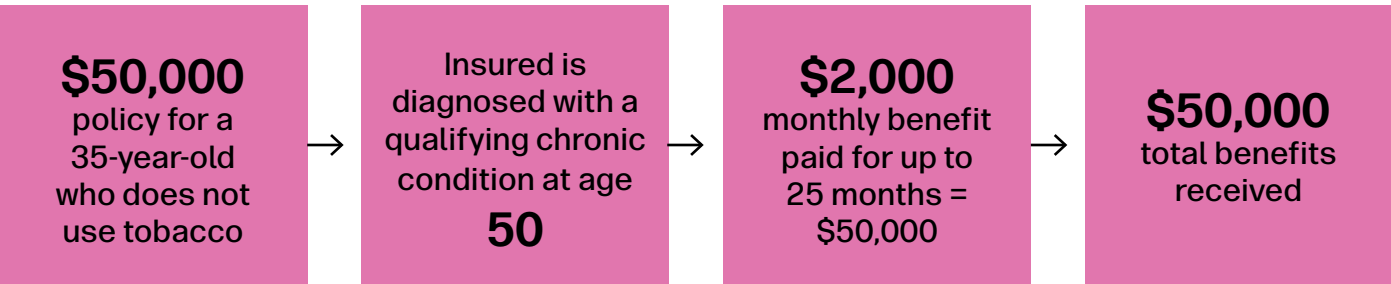 $50,000
policy for a
35-year-old
who does not
use tobacco
Insured is
diagnosed with a
qualifying chronic
condition at age
50
$2,000
monthly benefit
paid for up to
25 months =
$50,000
$50,000
total benefits
received